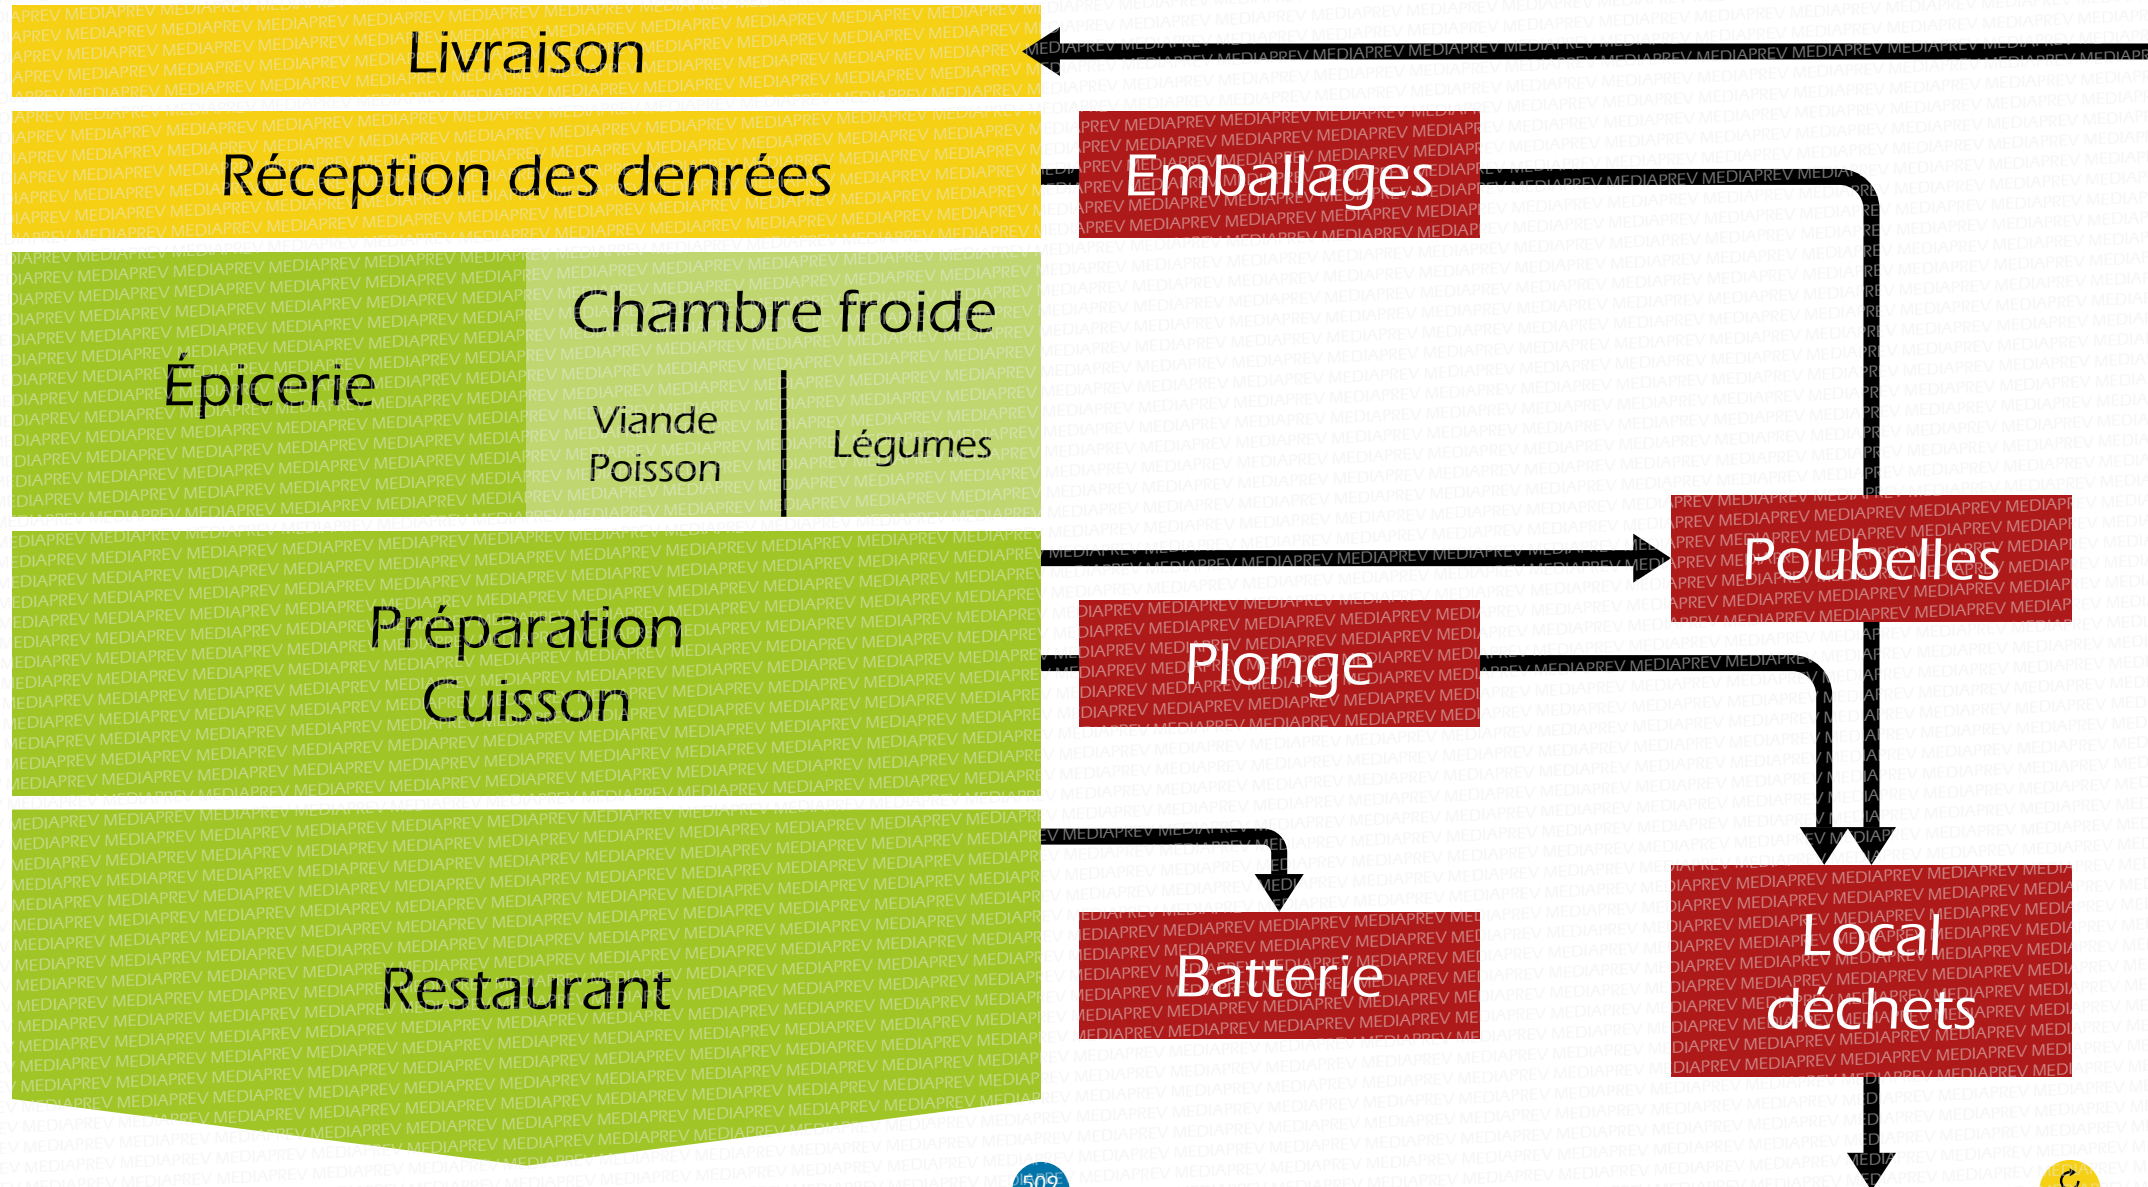 Livraison
Réception des denrées
Emballages
Épicerie
Chambre froide
Viande
Poisson
Légumes
Poubelles
Préparation
Cuisson
Plonge
Restaurant
Batterie
Local
déchets
509
MEDIAPREV